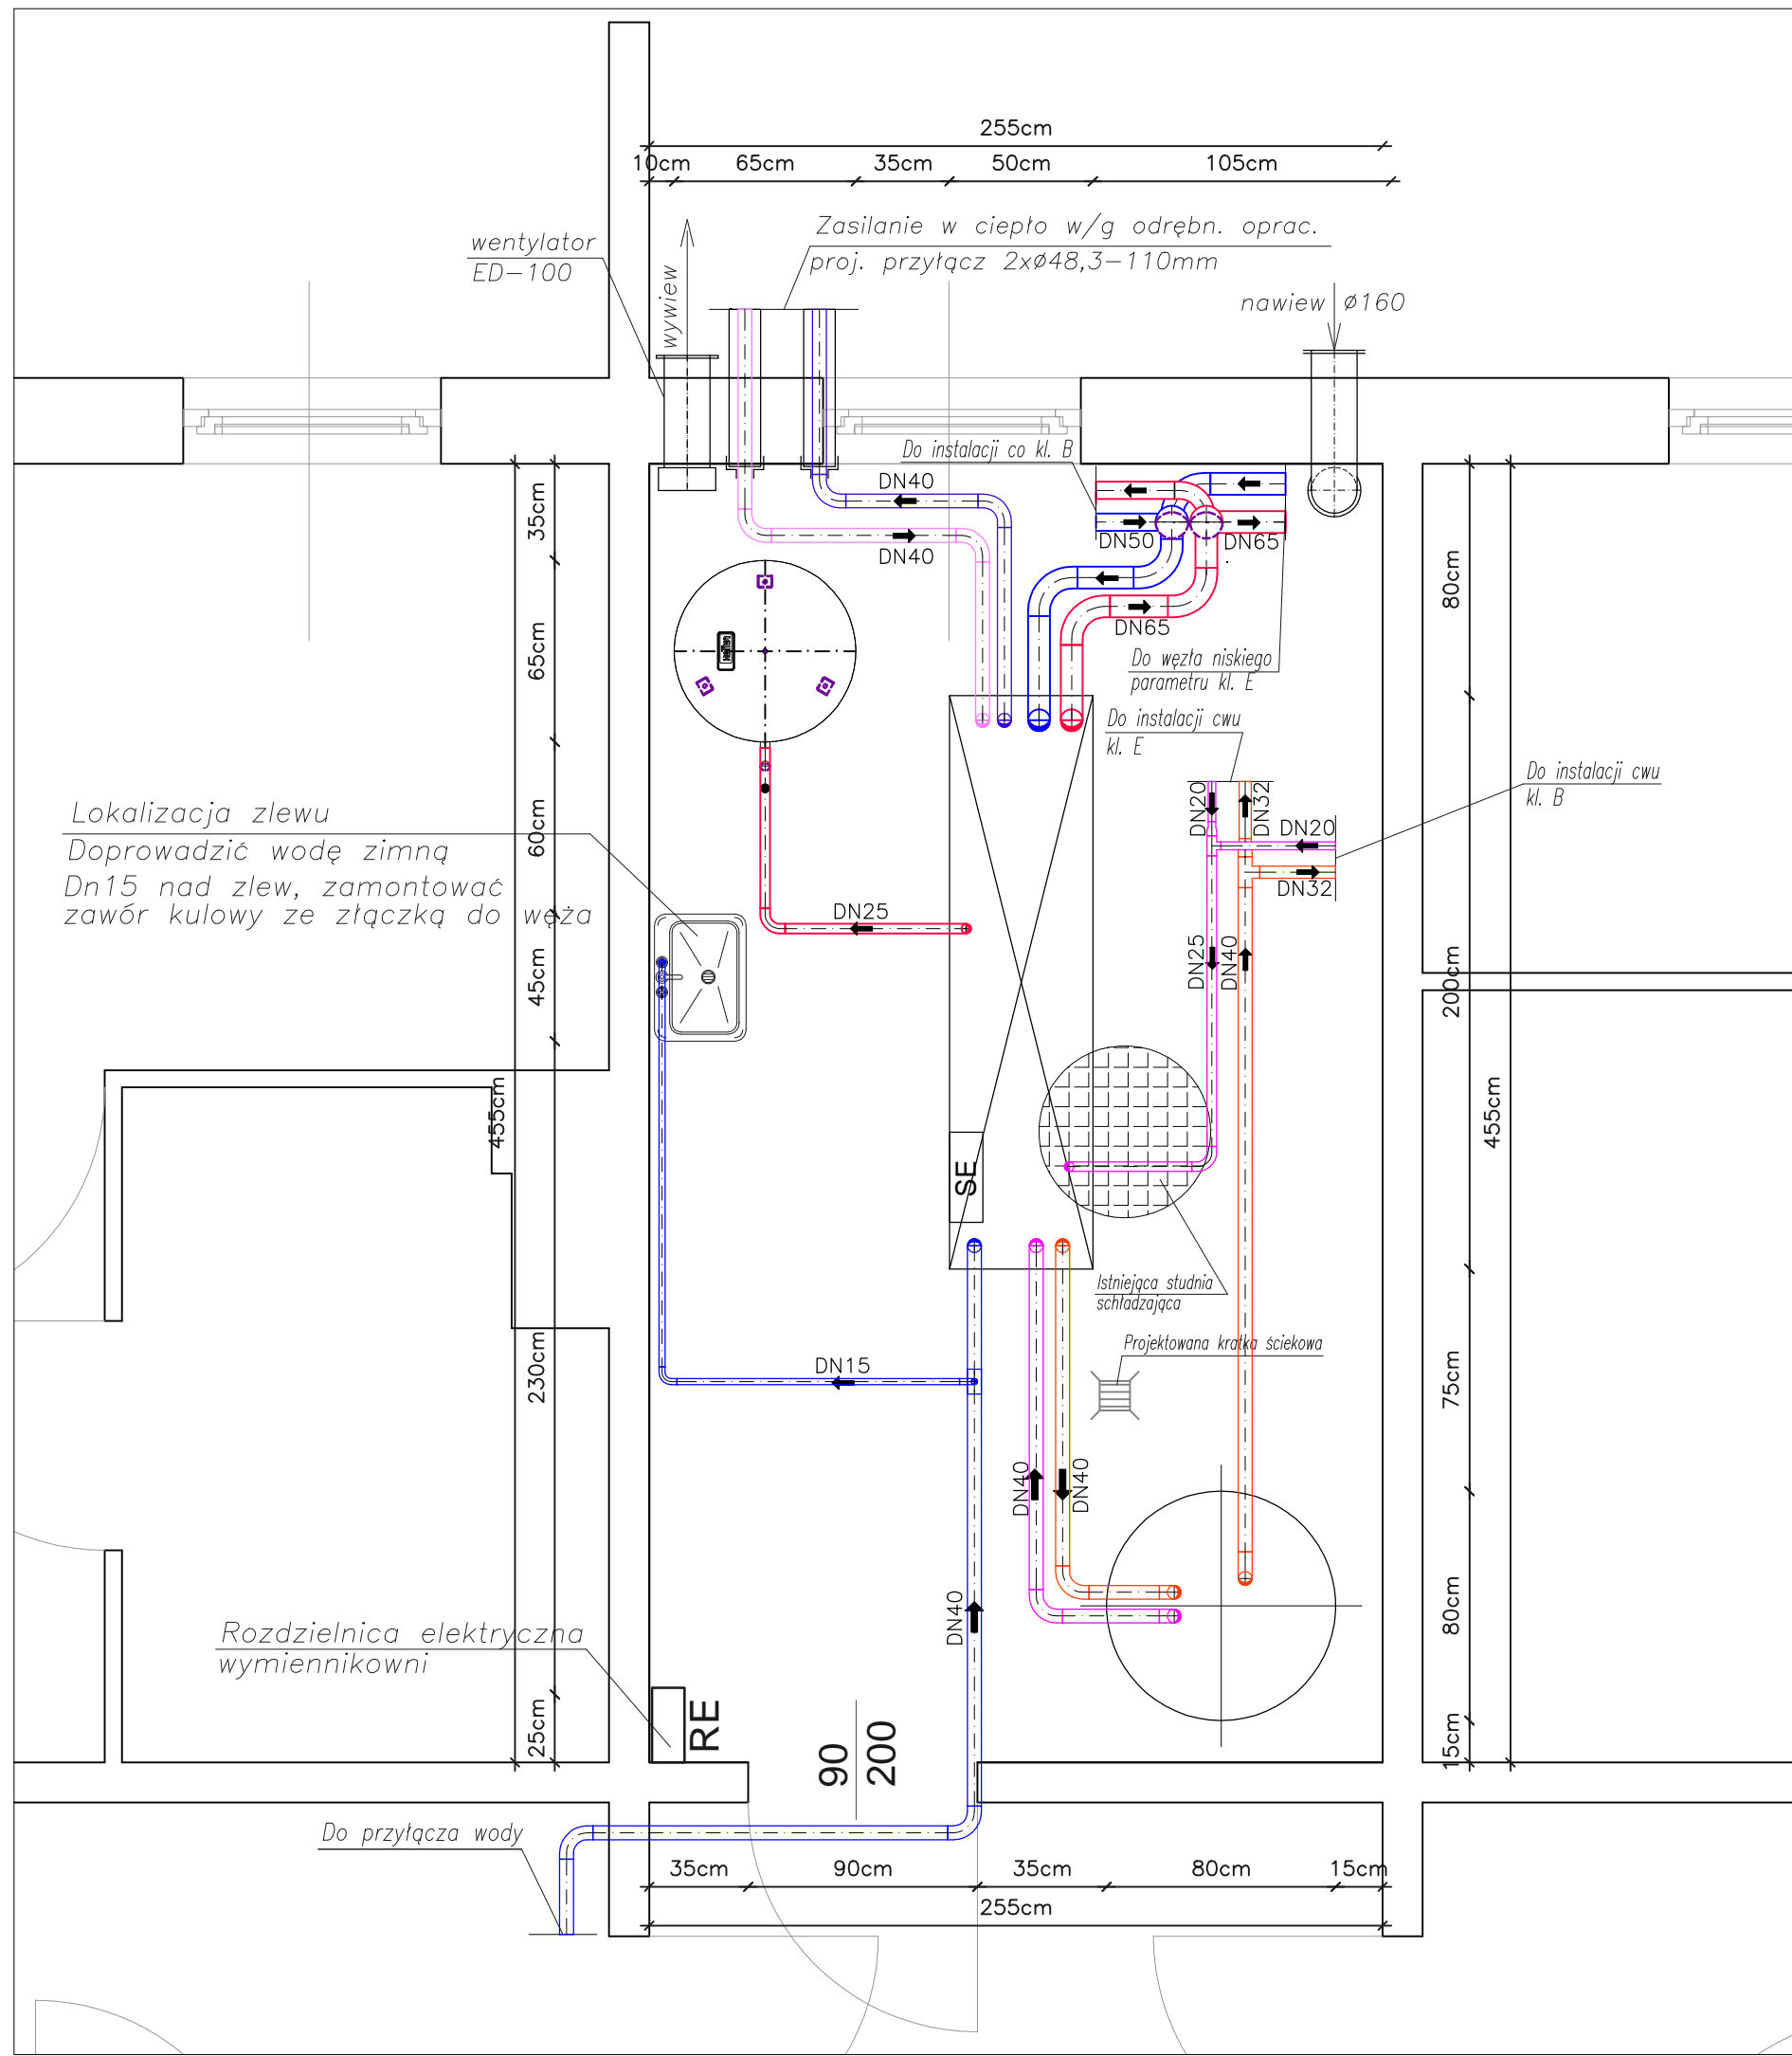 255cm
10cm 65cm 35cm 50cm 105cm
Zasilanie w ciepło w/g odrębn. oprac.
proj. przyłącz 2xø48,3-110mm
wentylator
ED-100
wywiew
nawiew ø160
Do instalacji co kl. B
DN40
DN40
DN50
DN65
DN65
Do węzła niskiego
parametru kl. E
Do instalacji cwu
kl. E
Do instalacji cwu
kl. B
DN20
DN32
DN20
DN32
DN25
DN40
35cm
65cm
60cm
45cm
230cm
25cm
455cm
80cm
200cm
75cm
80cm
15cm
455cm
Lokalizacja zlewu
Doprowadzić wodę zimną
Dn15 nad zlew, zamontować
zawór kulowy ze złączką do węża
DN25
SE
Istniejąca studnia
schładzająca
Projektowana kratka ściekowa
DN15
DN40
DN40
DN40
Rozdzielnica elektryczna
wymiennikowni
RE
90
200
Do przyłącza wody
35cm 90cm 35cm 80cm 15cm
255cm